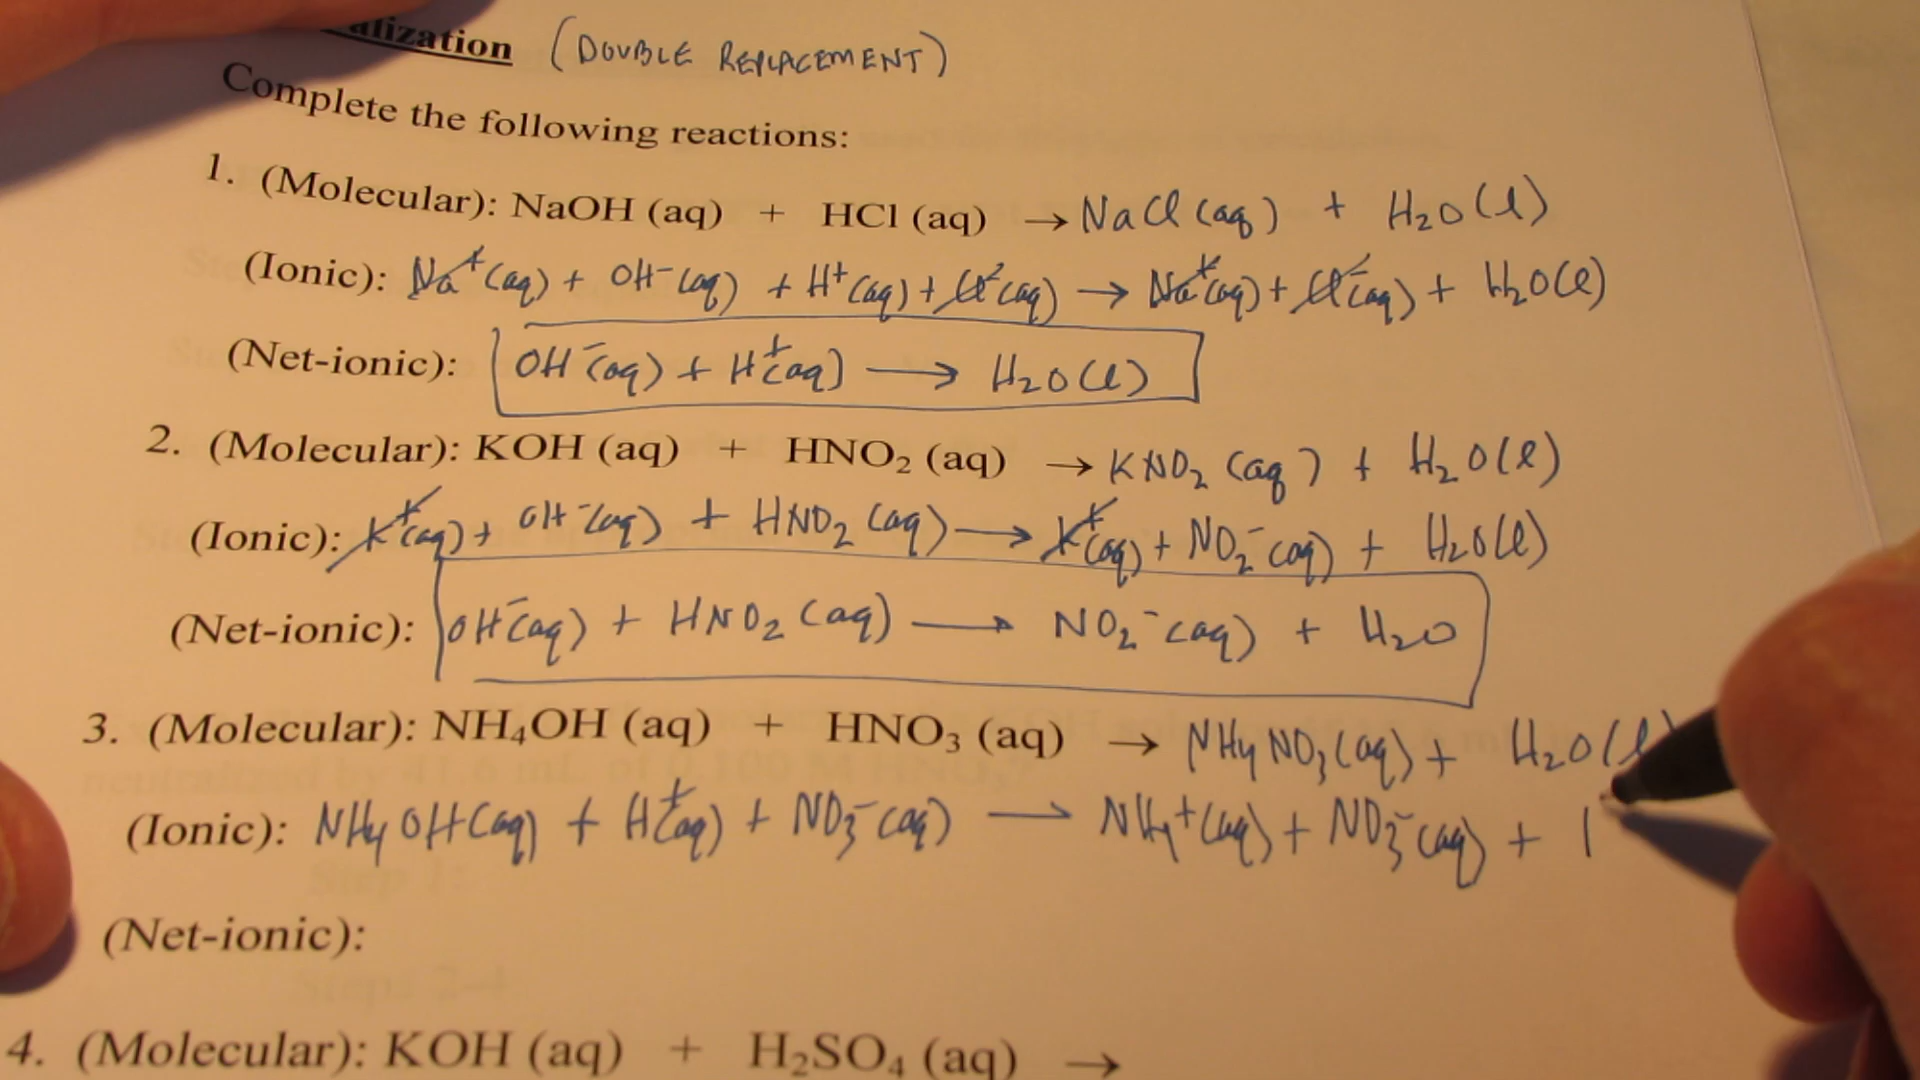 alization (DOUBLE REPLACEMENT)
Complete the following reactions:
1. (Molecular): NaOH (aq) + HCl (aq) → NaCl (aq) + H₂O (l)
(Ionic): Na⁺(aq) + OH⁻(aq) + H⁺(aq) + Cl⁻(aq) → Na⁺(aq) + Cl⁻(aq) + H₂O(l)
(Net-ionic): OH⁻(aq) + H⁺(aq) → H₂O(l)
2. (Molecular): KOH (aq) + HNO₂ (aq) → KNO₂ (aq) + H₂O(l)
(Ionic): K⁺(aq) + OH⁻(aq) + HNO₂ (aq) → K⁺(aq) + NO₂⁻(aq) + H₂O(l)
(Net-ionic): OH⁻(aq) + HNO₂ (aq) → NO₂⁻(aq) + H₂O
3. (Molecular): NH₄OH (aq) + HNO₃ (aq) → NH₄NO₃(aq) + H₂O(l)
(Ionic): NH₄OH(aq) + H⁺(aq) + NO₃⁻(aq) → NH₄⁺(aq) + NO₃⁻(aq) +
(Net-ionic):
4. (Molecular): KOH (aq) + H₂SO₄ (aq) →